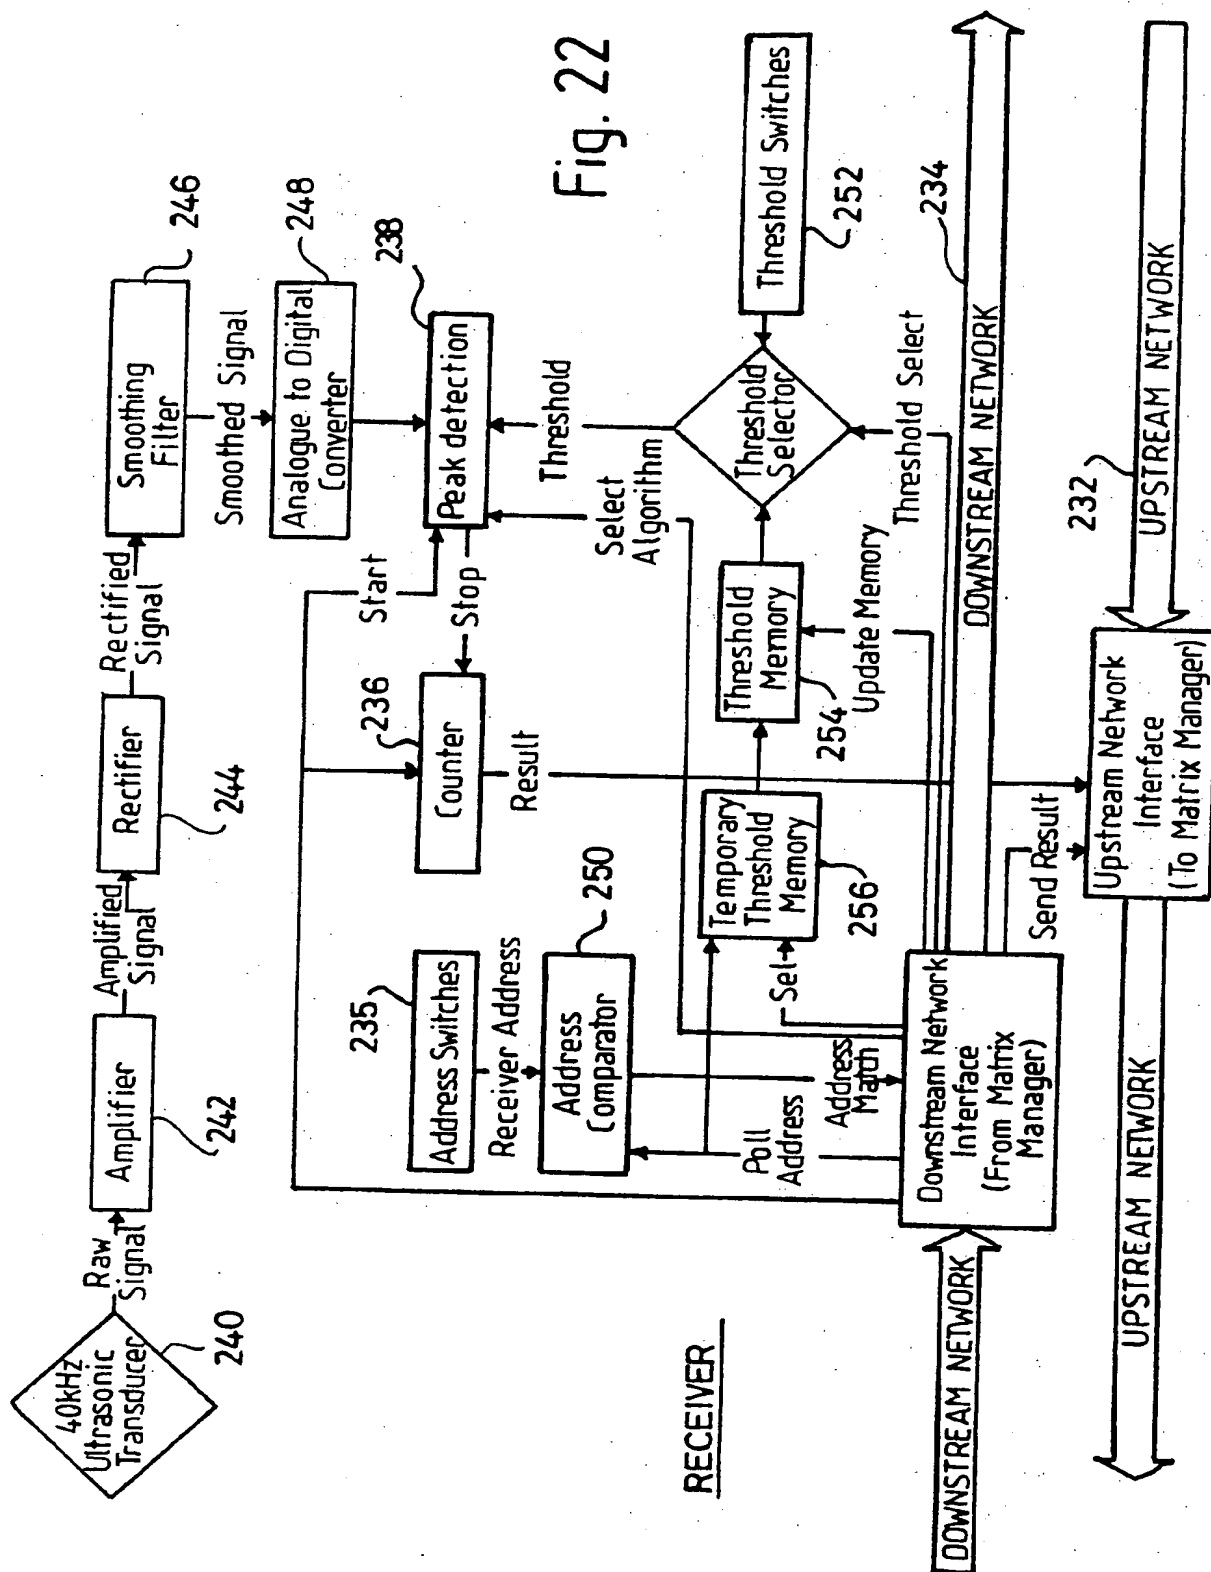 Fig. 22
RECEIVER
40kHz
Ultrasonic
Transducer
240
Raw
Signal
Amplifier
242
Amplified
Signal
Rectifier
244
Rectified
Signal
Smoothing
Filter
246
Smoothed Signal
Analogue to Digital
Converter
248
Peak detection
238
Start
Stop
Counter
236
Result
Threshold
Select
Algorithm
Address Switches
235
Receiver Address
Address
Comparator
250
Address
Match
Poll
Address
Temporary
Threshold
Memory
256
Sel
Threshold
Memory
254
Update Memory
Threshold
Selector
Threshold Switches
252
Threshold Select
Downstream Network
Interface
(From Matrix
Manager)
DOWNSTREAM NETWORK
DOWNSTREAM NETWORK
234
Send Result
Upstream Network
Interface
(To Matrix Manager)
UPSTREAM NETWORK
232
UPSTREAM NETWORK